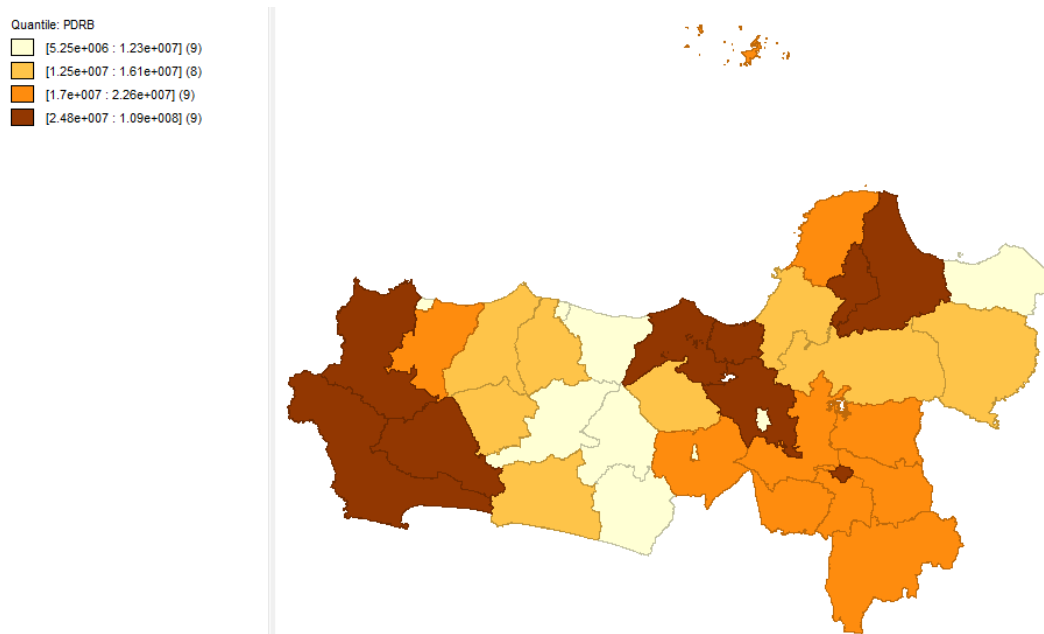 Quantile: PDRB
[5.25e+006 : 1.23e+007] (9)
[1.25e+007 : 1.61e+007] (8)
[1.7e+007 : 2.26e+007] (9)
[2.48e+007 : 1.09e+008] (9)